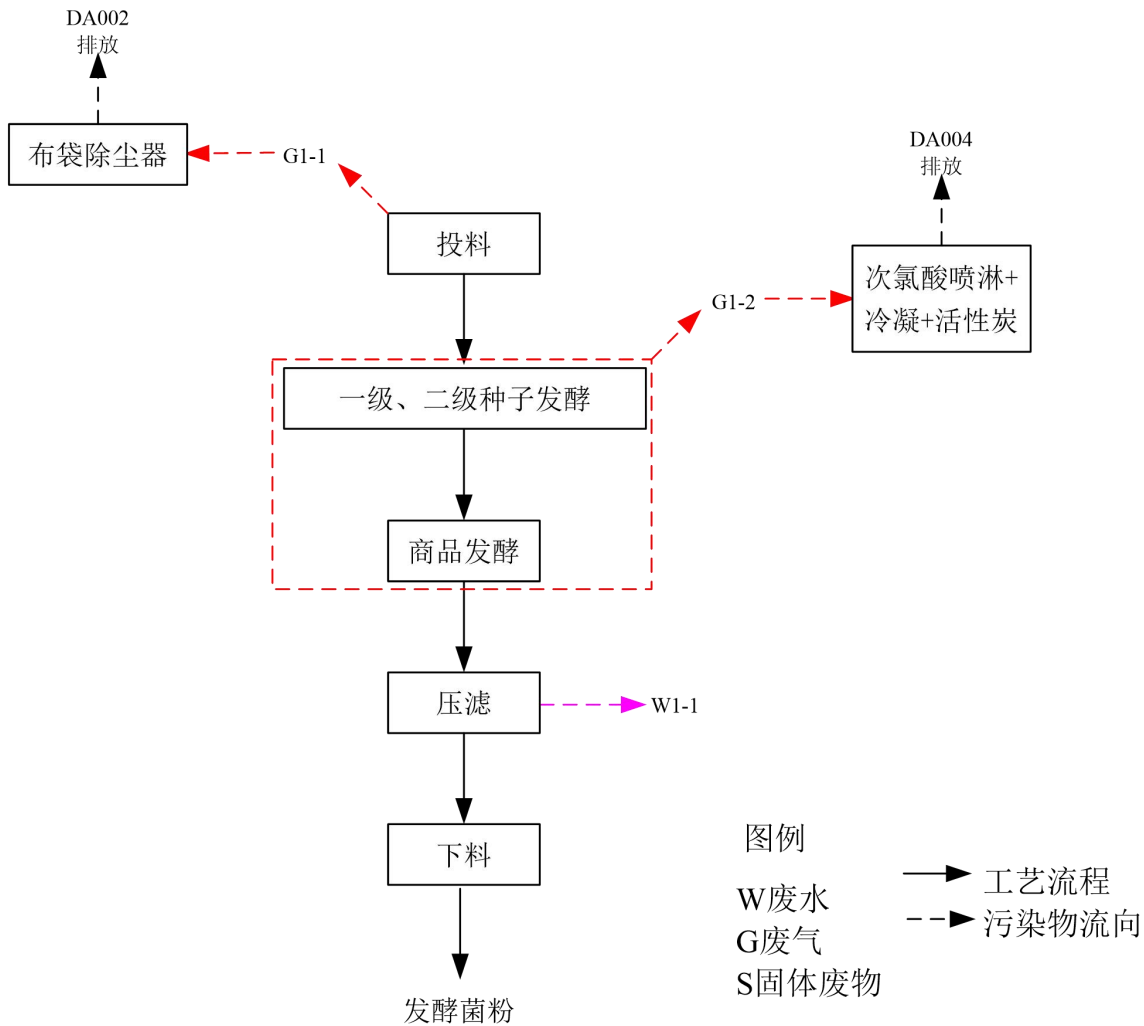 DA002
排放
布袋除尘器
G1-1
DA004
排放
投料
次氯酸喷淋+
冷凝+活性炭
G1-2
一级、二级种子发酵
商品发酵
压滤
W1-1
下料
发酵菌粉
图例
W废水
G废气
S固体废物
工艺流程
污染物流向